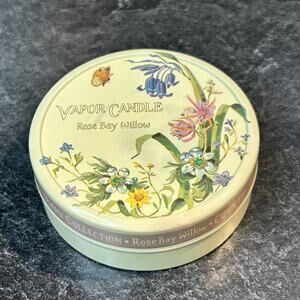 VAPOR CANDLE
Rose Bay Willow
COLLECTION • Rose Bay Willow •